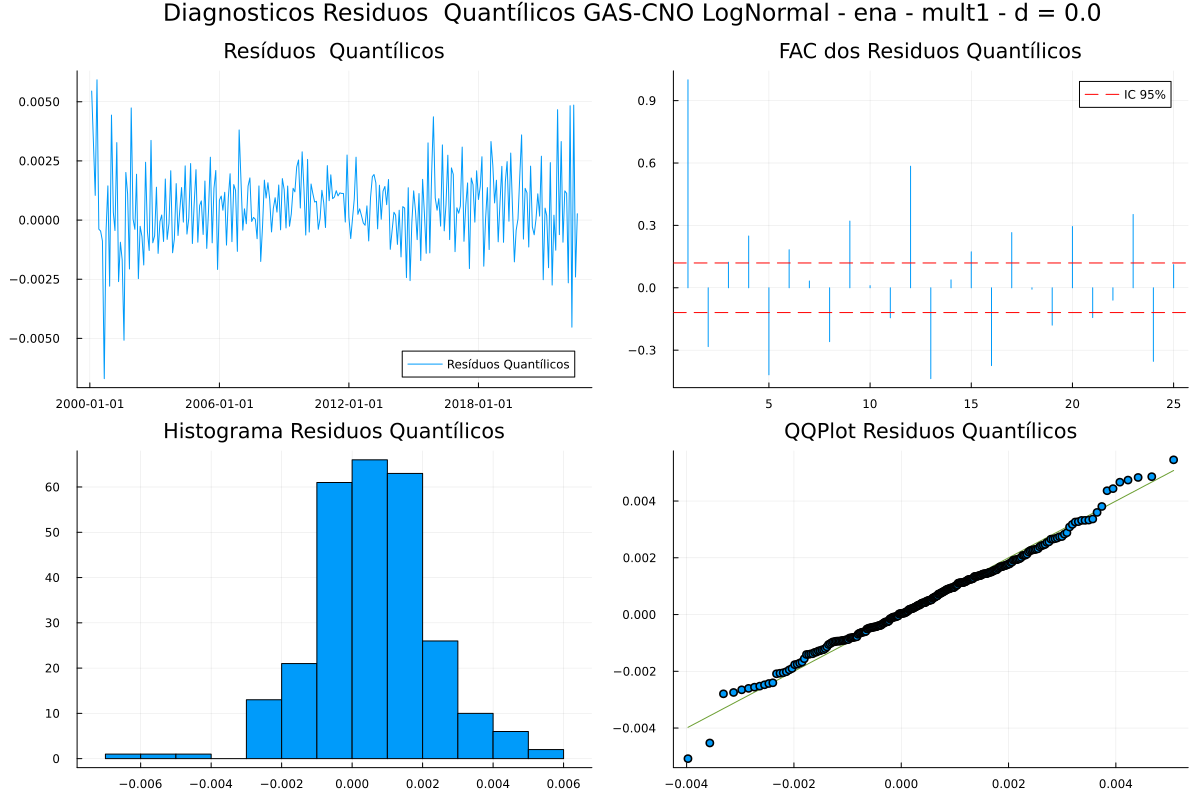 Diagnosticos Residuos  Quantílicos GAS-CNO LogNormal - ena - mult1 - d = 0.0
Resíduos  Quantílicos
0.0050
0.0025
0.0000
−0.0025
−0.0050
Resíduos Quantílicos
2000-01-01 2006-01-01 2012-01-01 2018-01-01
FAC dos Residuos Quantílicos
IC 95%
0.9
0.6
0.3
0.0
−0.3
5 10 15 20 25
Histograma Residuos Quantílicos
60
50
40
30
20
10
0
−0.006 −0.004 −0.002 0.000 0.002 0.004 0.006
QQPlot Residuos Quantílicos
0.004
0.002
0.000
−0.002
−0.004
−0.004 −0.002 0.000 0.002 0.004